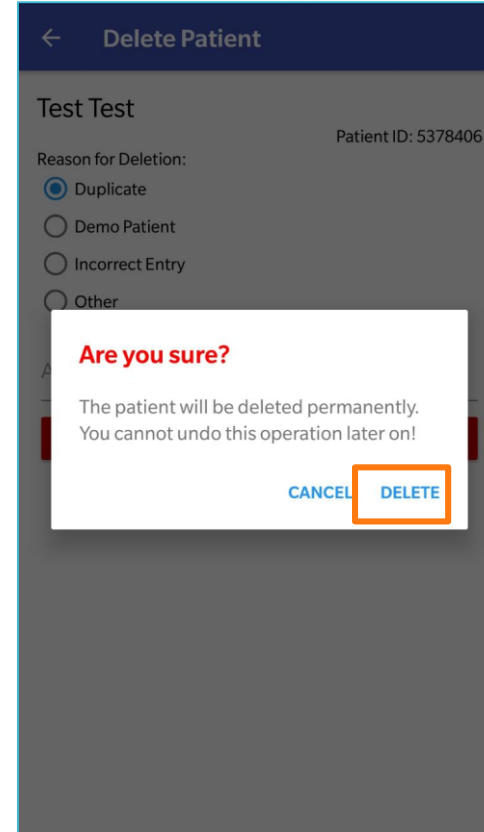 Delete Patient
Test Test
Patient ID: 5378406
Reason for Deletion:
Duplicate
Demo Patient
Incorrect Entry
Other
Are you sure?
The patient will be deleted permanently.
You cannot undo this operation later on!
CANCEL DELETE